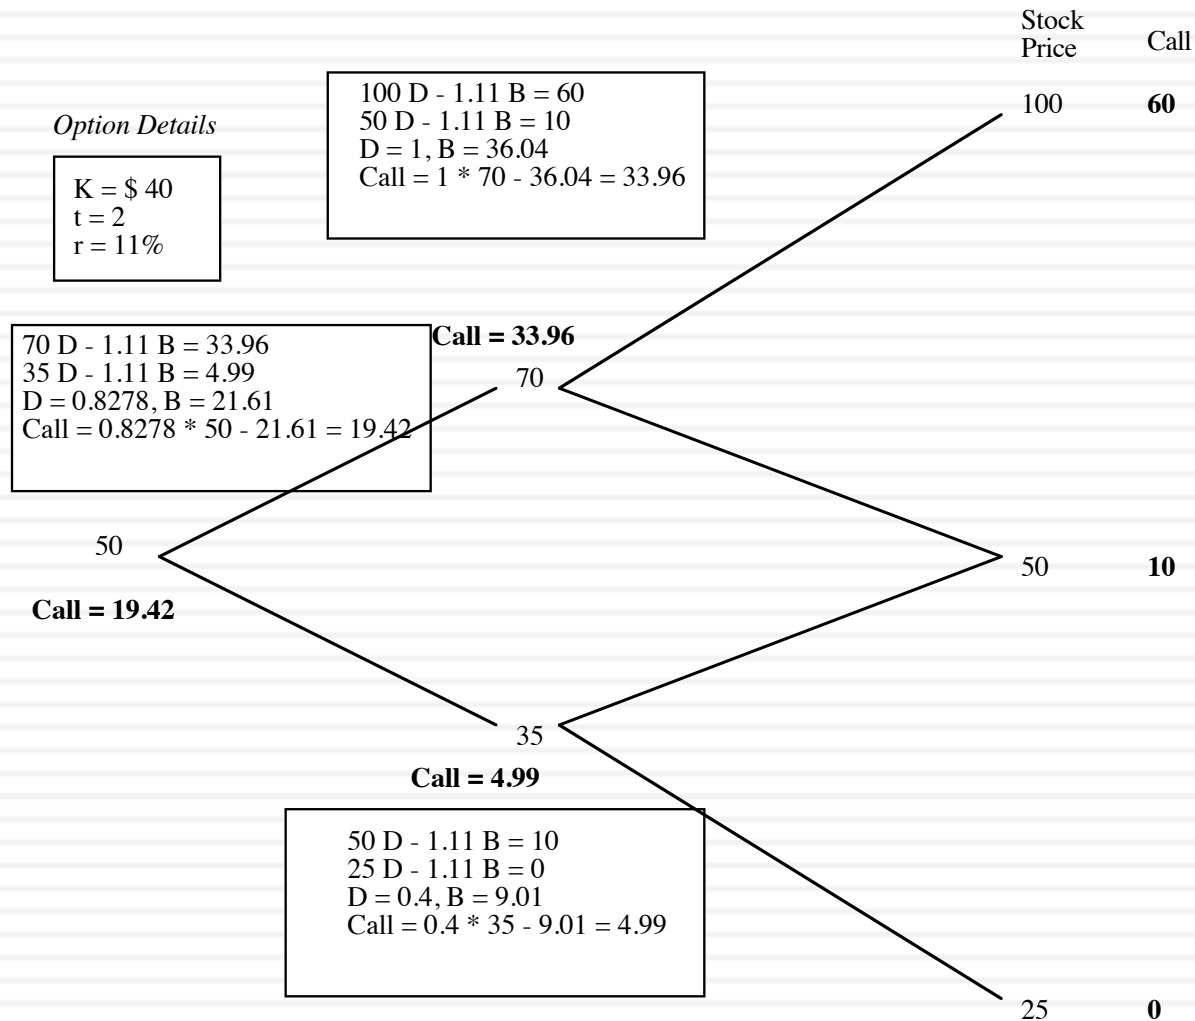 Stock
Price
Call
100 D - 1.11 B = 60
50 D - 1.11 B = 10
D = 1, B = 36.04
Call = 1 * 70 - 36.04 = 33.96
100
60
Option Details
K = $ 40
t = 2
r = 11%
Call = 33.96
70 D - 1.11 B = 33.96
35 D - 1.11 B = 4.99
D = 0.8278, B = 21.61
Call = 0.8278 * 50 - 21.61 = 19.42
70
50
50
10
Call = 19.42
35
Call = 4.99
50 D - 1.11 B = 10
25 D - 1.11 B = 0
D = 0.4, B = 9.01
Call = 0.4 * 35 - 9.01 = 4.99
25
0